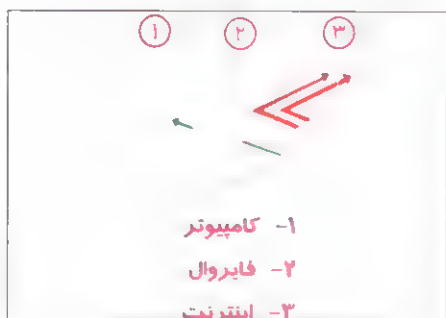 ۱ ۲ ۳
۱- کامپیوتر
۲- فایروال
۳- اینترنت